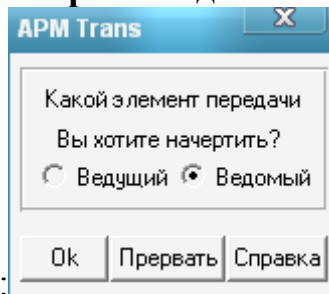 APM Trans
Какой элемент передачи
Вы хотите начертить?
Ведущий Ведомый
Ok Прервать Справка
: